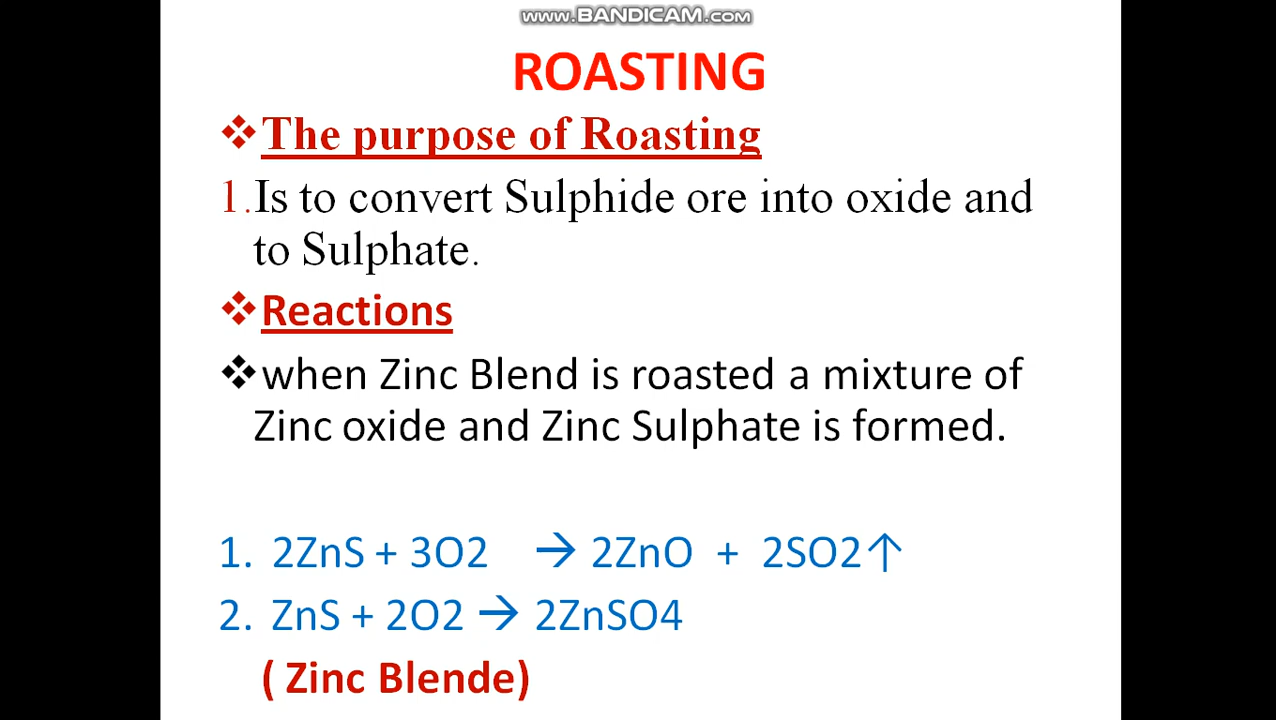 www.BANDICAM.com
ROASTING
❖The purpose of Roasting
1.Is to convert Sulphide ore into oxide and
to Sulphate.
❖Reactions
❖when Zinc Blend is roasted a mixture of
Zinc oxide and Zinc Sulphate is formed.
1. 2ZnS + 3O2 → 2ZnO + 2SO2↑
2. ZnS + 2O2 → 2ZnSO4
( Zinc Blende)